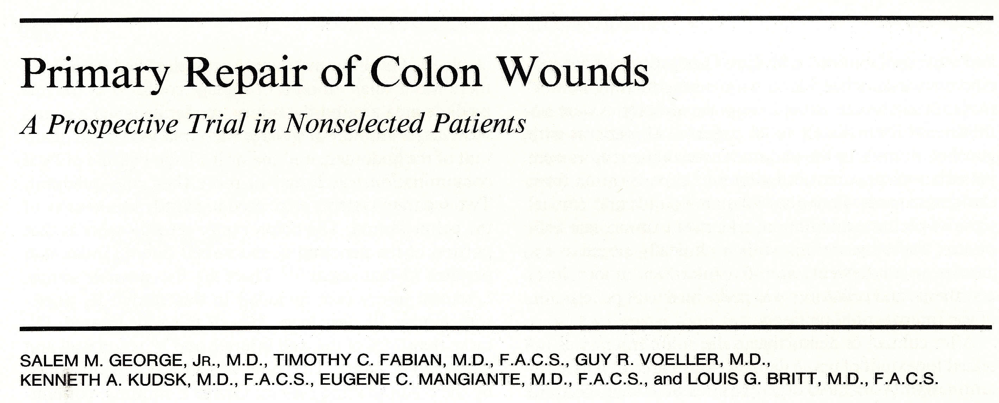 Primary Repair of Colon Wounds
A Prospective Trial in Nonselected Patients
SALEM M. GEORGE, JR., M.D., TIMOTHY C. FABIAN, M.D., F.A.C.S., GUY R. VOELLER, M.D.,
KENNETH A. KUDSK, M.D., F.A.C.S., EUGENE C. MANGIANTE, M.D., F.A.C.S., and LOUIS G. BRITT, M.D., F.A.C.S.